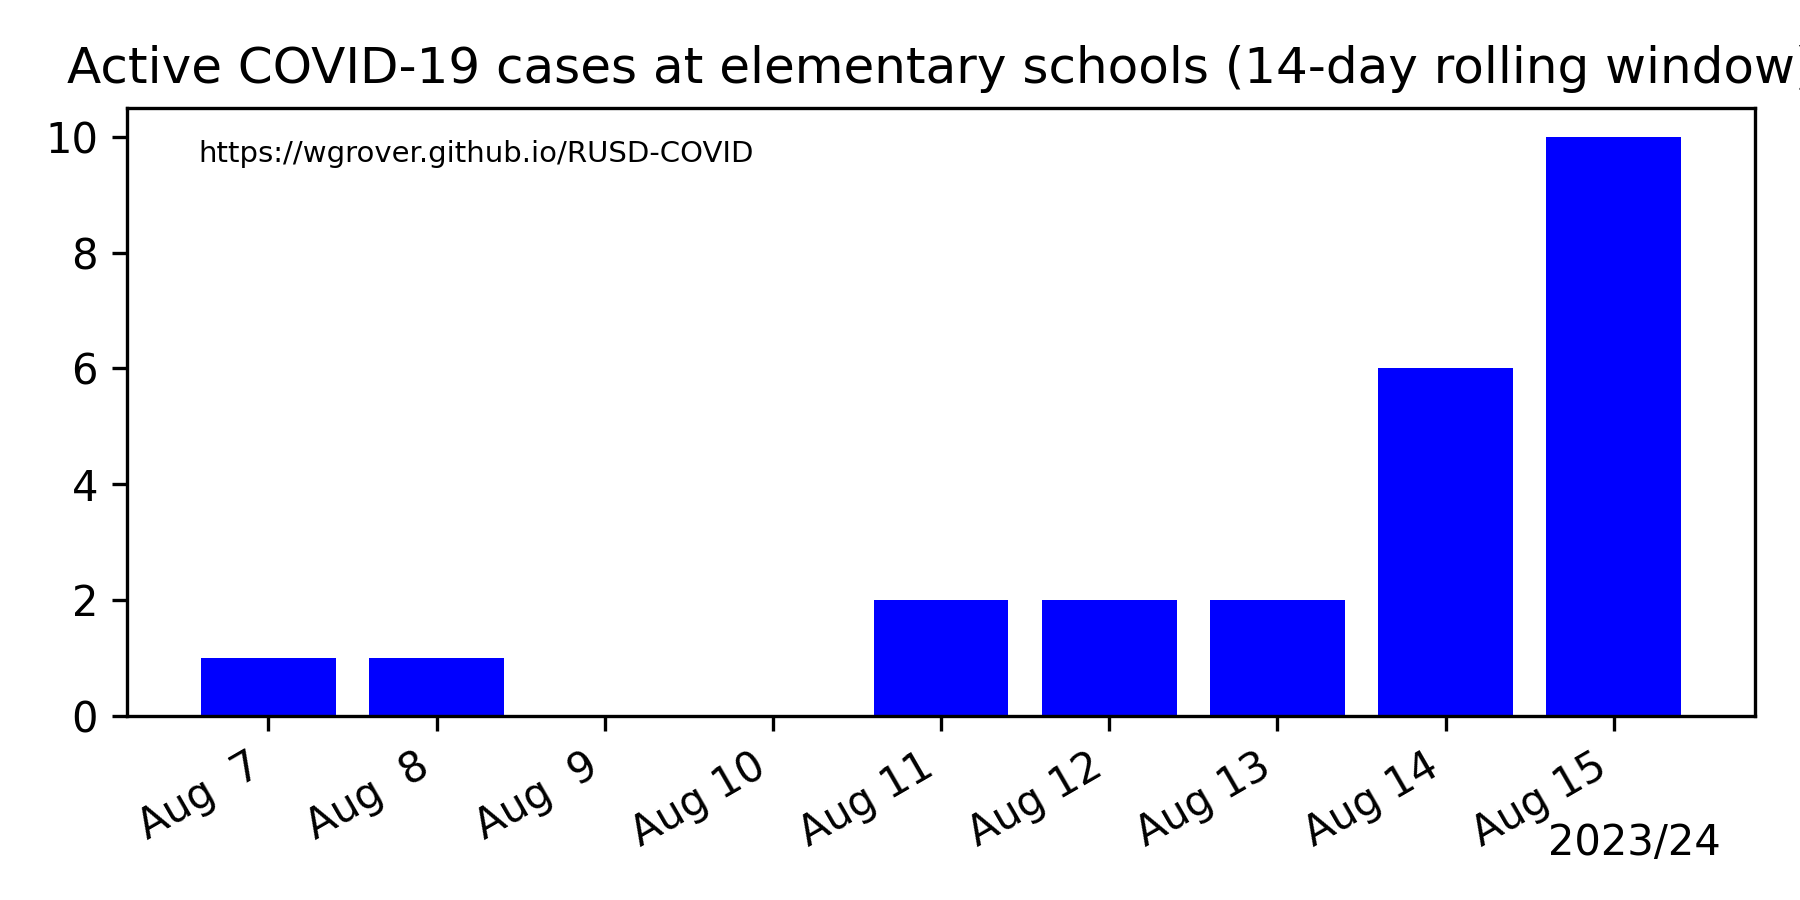 Active COVID-19 cases at elementary schools (14-day rolling window)
https://wgrover.github.io/RUSD-COVID
10
8
6
4
2
0
Aug 7
Aug 8
Aug 9
Aug 10
Aug 11
Aug 12
Aug 13
Aug 14
Aug 15
2023/24